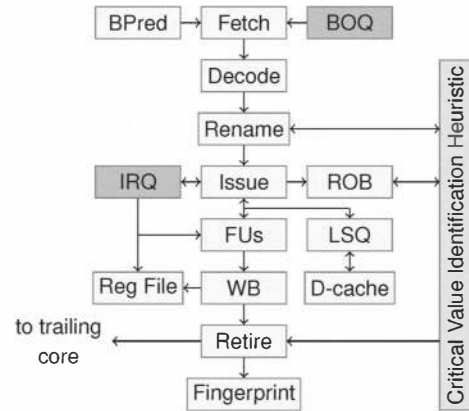 BPred
Fetch
BOQ
Decode
Rename
IRQ
Issue
ROB
FUs
LSQ
Reg File
WB
D-cache
to trailing
core
Retire
Fingerprint
Critical Value Identification Heuristic